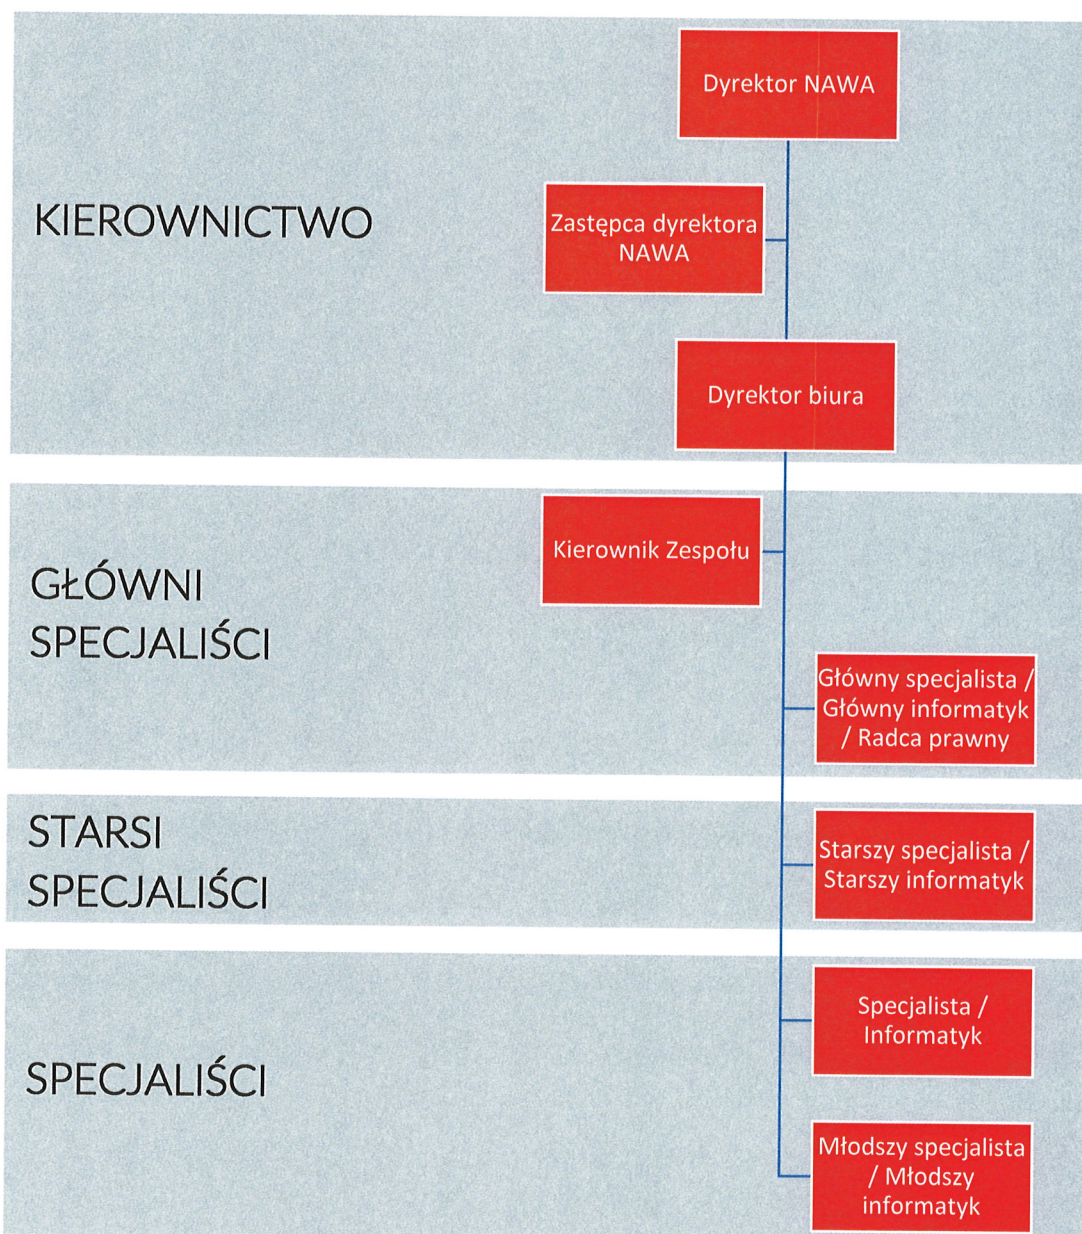 Dyrektor NAWA
KIEROWNICTWO
Zastępca dyrektora
NAWA
Dyrektor biura
Kierownik Zespołu
GŁÓWNI
SPECJALIŚCI
Główny specjalista /
Główny informatyk
/ Radca prawny
STARSI
SPECJALIŚCI
Starszy specjalista /
Starszy informatyk
Specjalista /
Informatyk
SPECJALIŚCI
Młodszy specjalista
/ Młodszy
informatyk